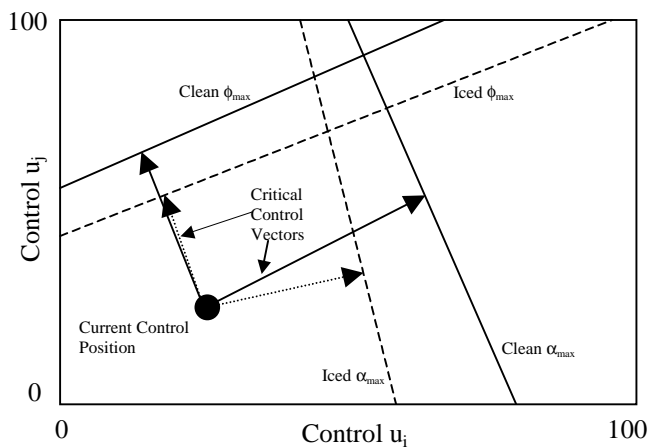 100
Clean ϕmax
Iced ϕmax
Control uj
Critical
Control
Vectors
Current Control
Position
Clean αmax
Iced αmax
0
0
Control ui
100